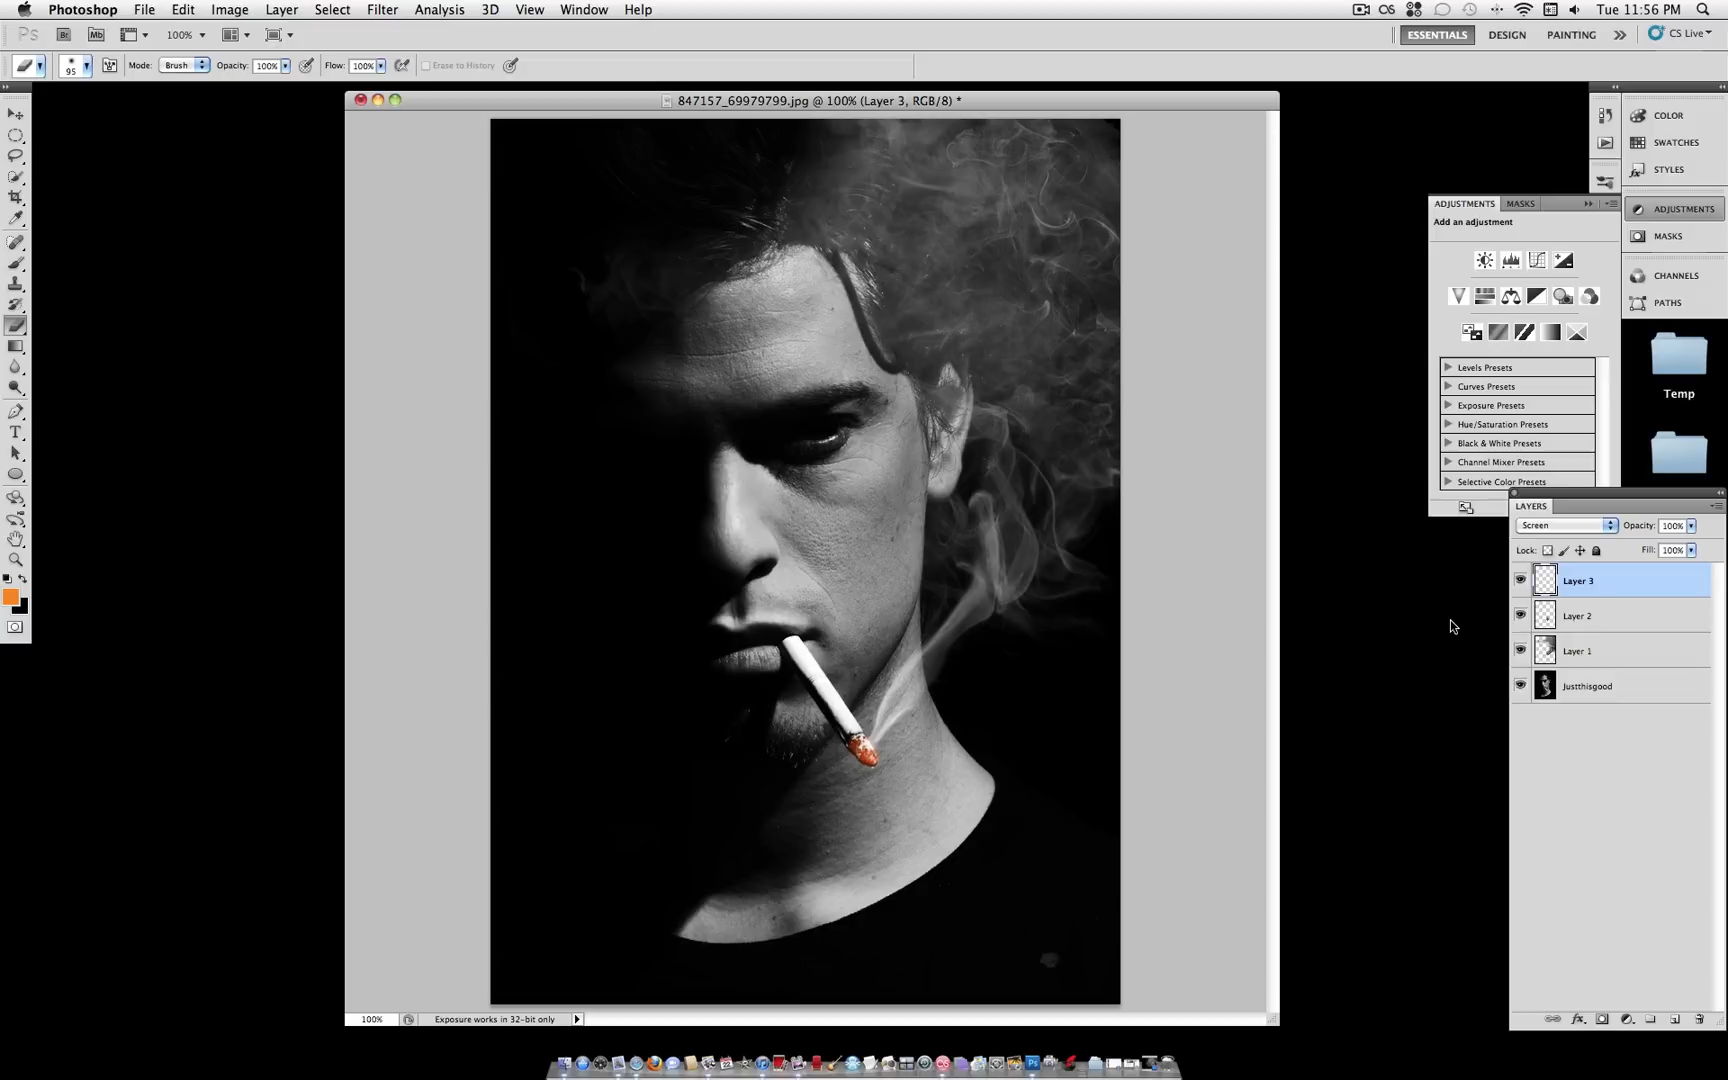 Photoshop File Edit Image Layer Select Filter Analysis 3D View Window Help Tue 11:56 PM
Ps Br Mb 100% ESSENTIALS DESIGN PAINTING CS Live
95 Mode: Brush Opacity: 100% Flow: 100% Erase to History
847157_69979799.jpg @ 100% (Layer 3, RGB/8) *
COLOR
SWATCHES
STYLES
ADJUSTMENTS
MASKS
CHANNELS
PATHS
ADJUSTMENTS MASKS
Add an adjustment
Levels Presets
Curves Presets
Exposure Presets
Hue/Saturation Presets
Black & White Presets
Channel Mixer Presets
Selective Color Presets
Temp
LAYERS
Screen Opacity: 100%
Lock: Fill: 100%
Layer 3
Layer 2
Layer 1
Justthisgood
100% Exposure works in 32-bit only